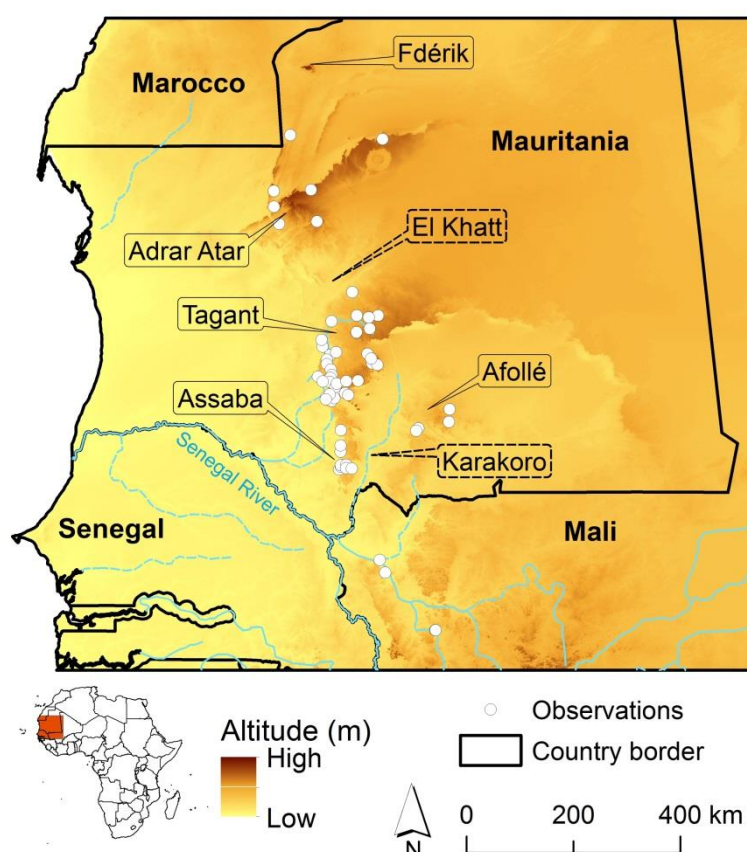 Fdérik
Marocco
Mauritania
El Khatt
Adrar Atar
Tagant
Afollé
Assaba
Karakoro
Senegal River
Senegal
Mali
Altitude (m)
High
Low
Observations
Country border
N
0 200 400 km